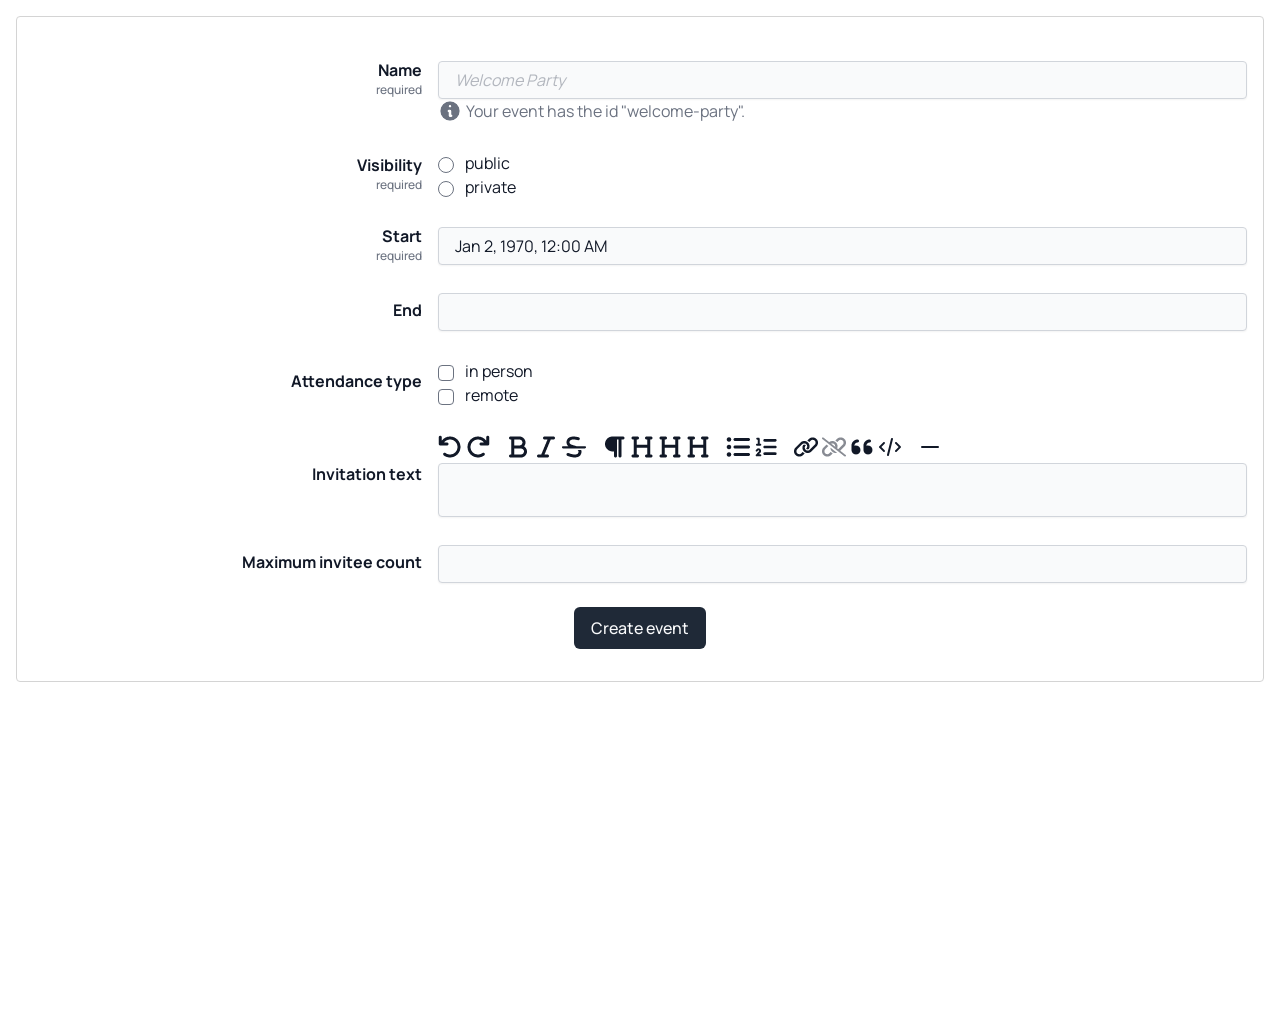 Name
required
Welcome Party
Your event has the id "welcome-party".
Visibility
required
public
private
Start
required
Jan 2, 1970, 12:00 AM
End
Attendance type
in person
remote
Invitation text
Maximum invitee count
Create event